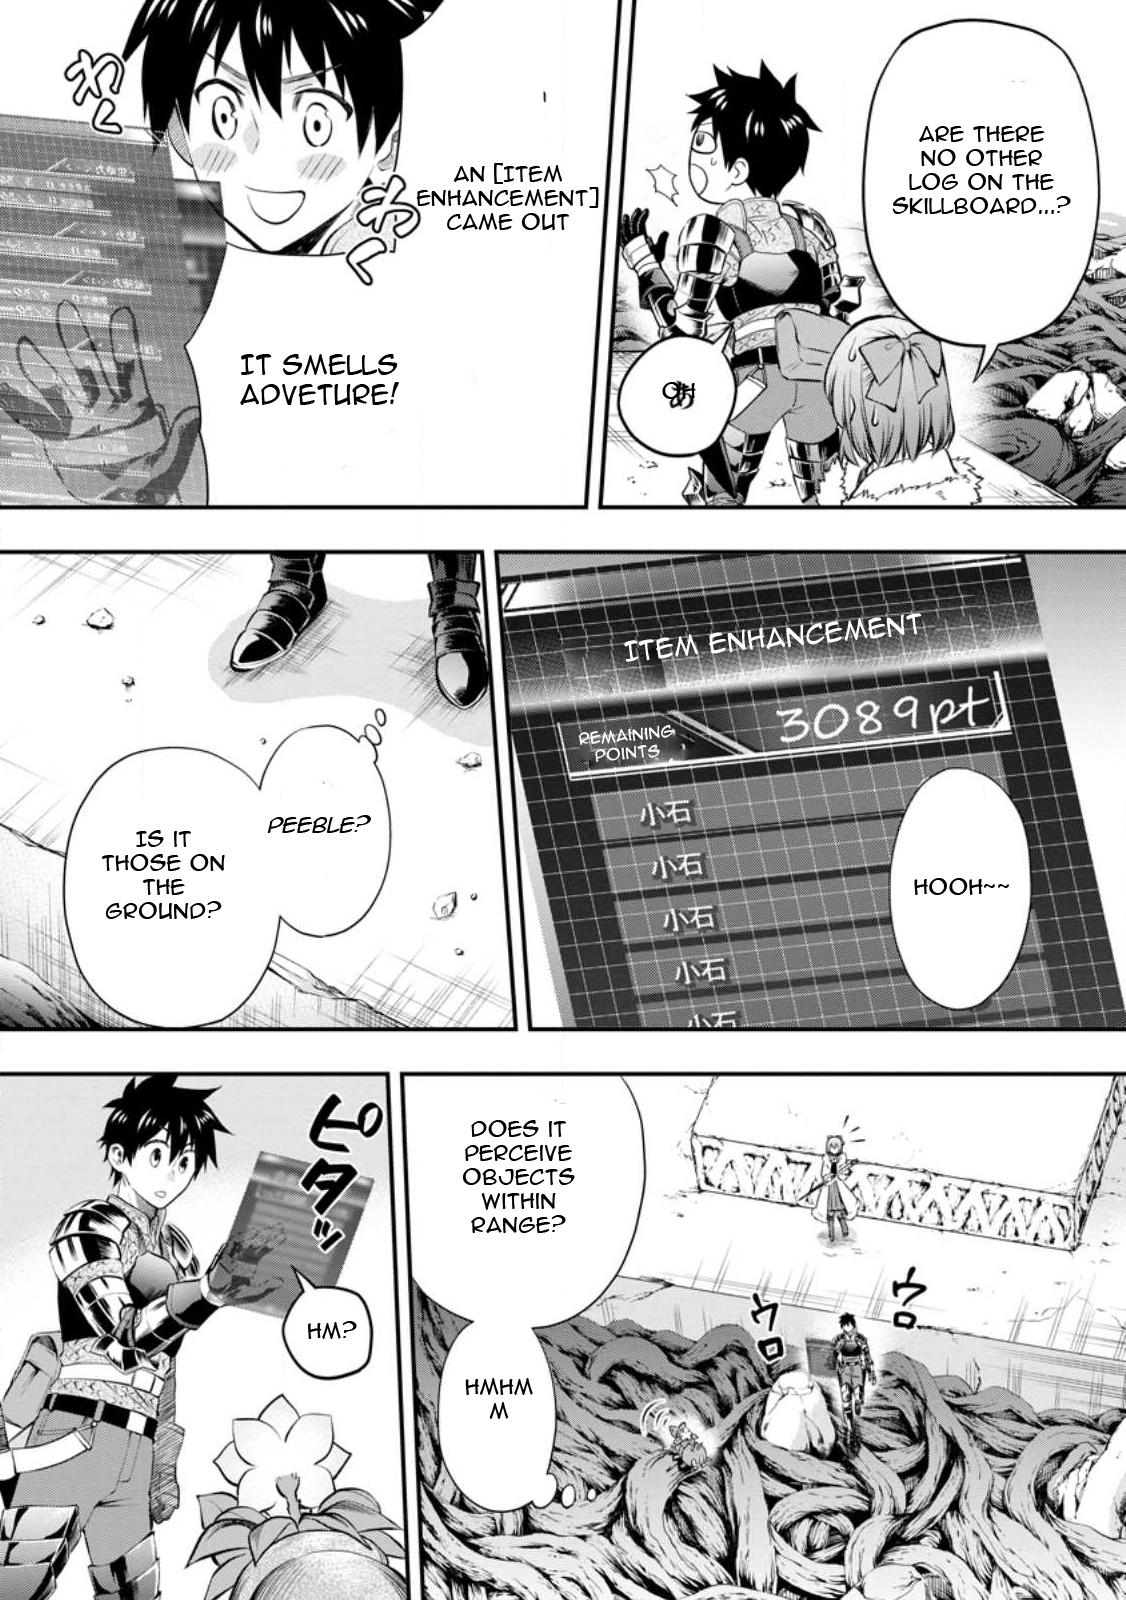 ARE THERE
NO OTHER
LOG ON THE
SKILLBOARD...?
AN [ITEM
ENHANCEMENT]
CAME OUT
IT SMELLS
ADVETURE!
わく
わく
ITEM ENHANCEMENT
REMAINING
POINTS
3089pt
小石
小石
小石
小石
小石
HOOH~~
PEEBLE?
IS IT
THOSE ON
THE
GROUND?
DOES IT
PERCEIVE
OBJECTS
WITHIN
RANGE?
HMHM
M
ウロ
ウロ
ピタッ
HM?